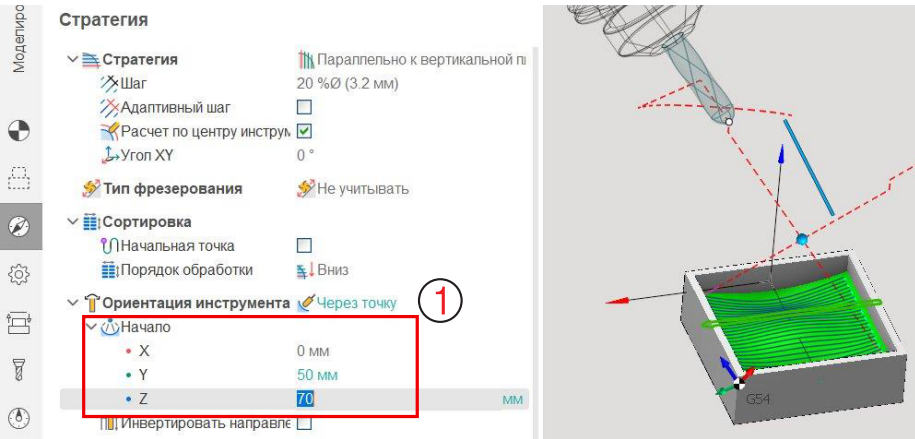 Моделиро
Стратегия
Стратегия Параллельно к вертикальной п
Шаг 20 %Ø (3.2 мм)
Адаптивный шаг
Расчет по центру инструм
Угол XY 0 °
Тип фрезерования Не учитывать
Сортировка
Начальная точка
Порядок обработки Вниз
Ориентация инструмента Через точку
1
Начало
X 0 мм
Y 50 мм
Z 70 мм
Инвертировать направле
G54